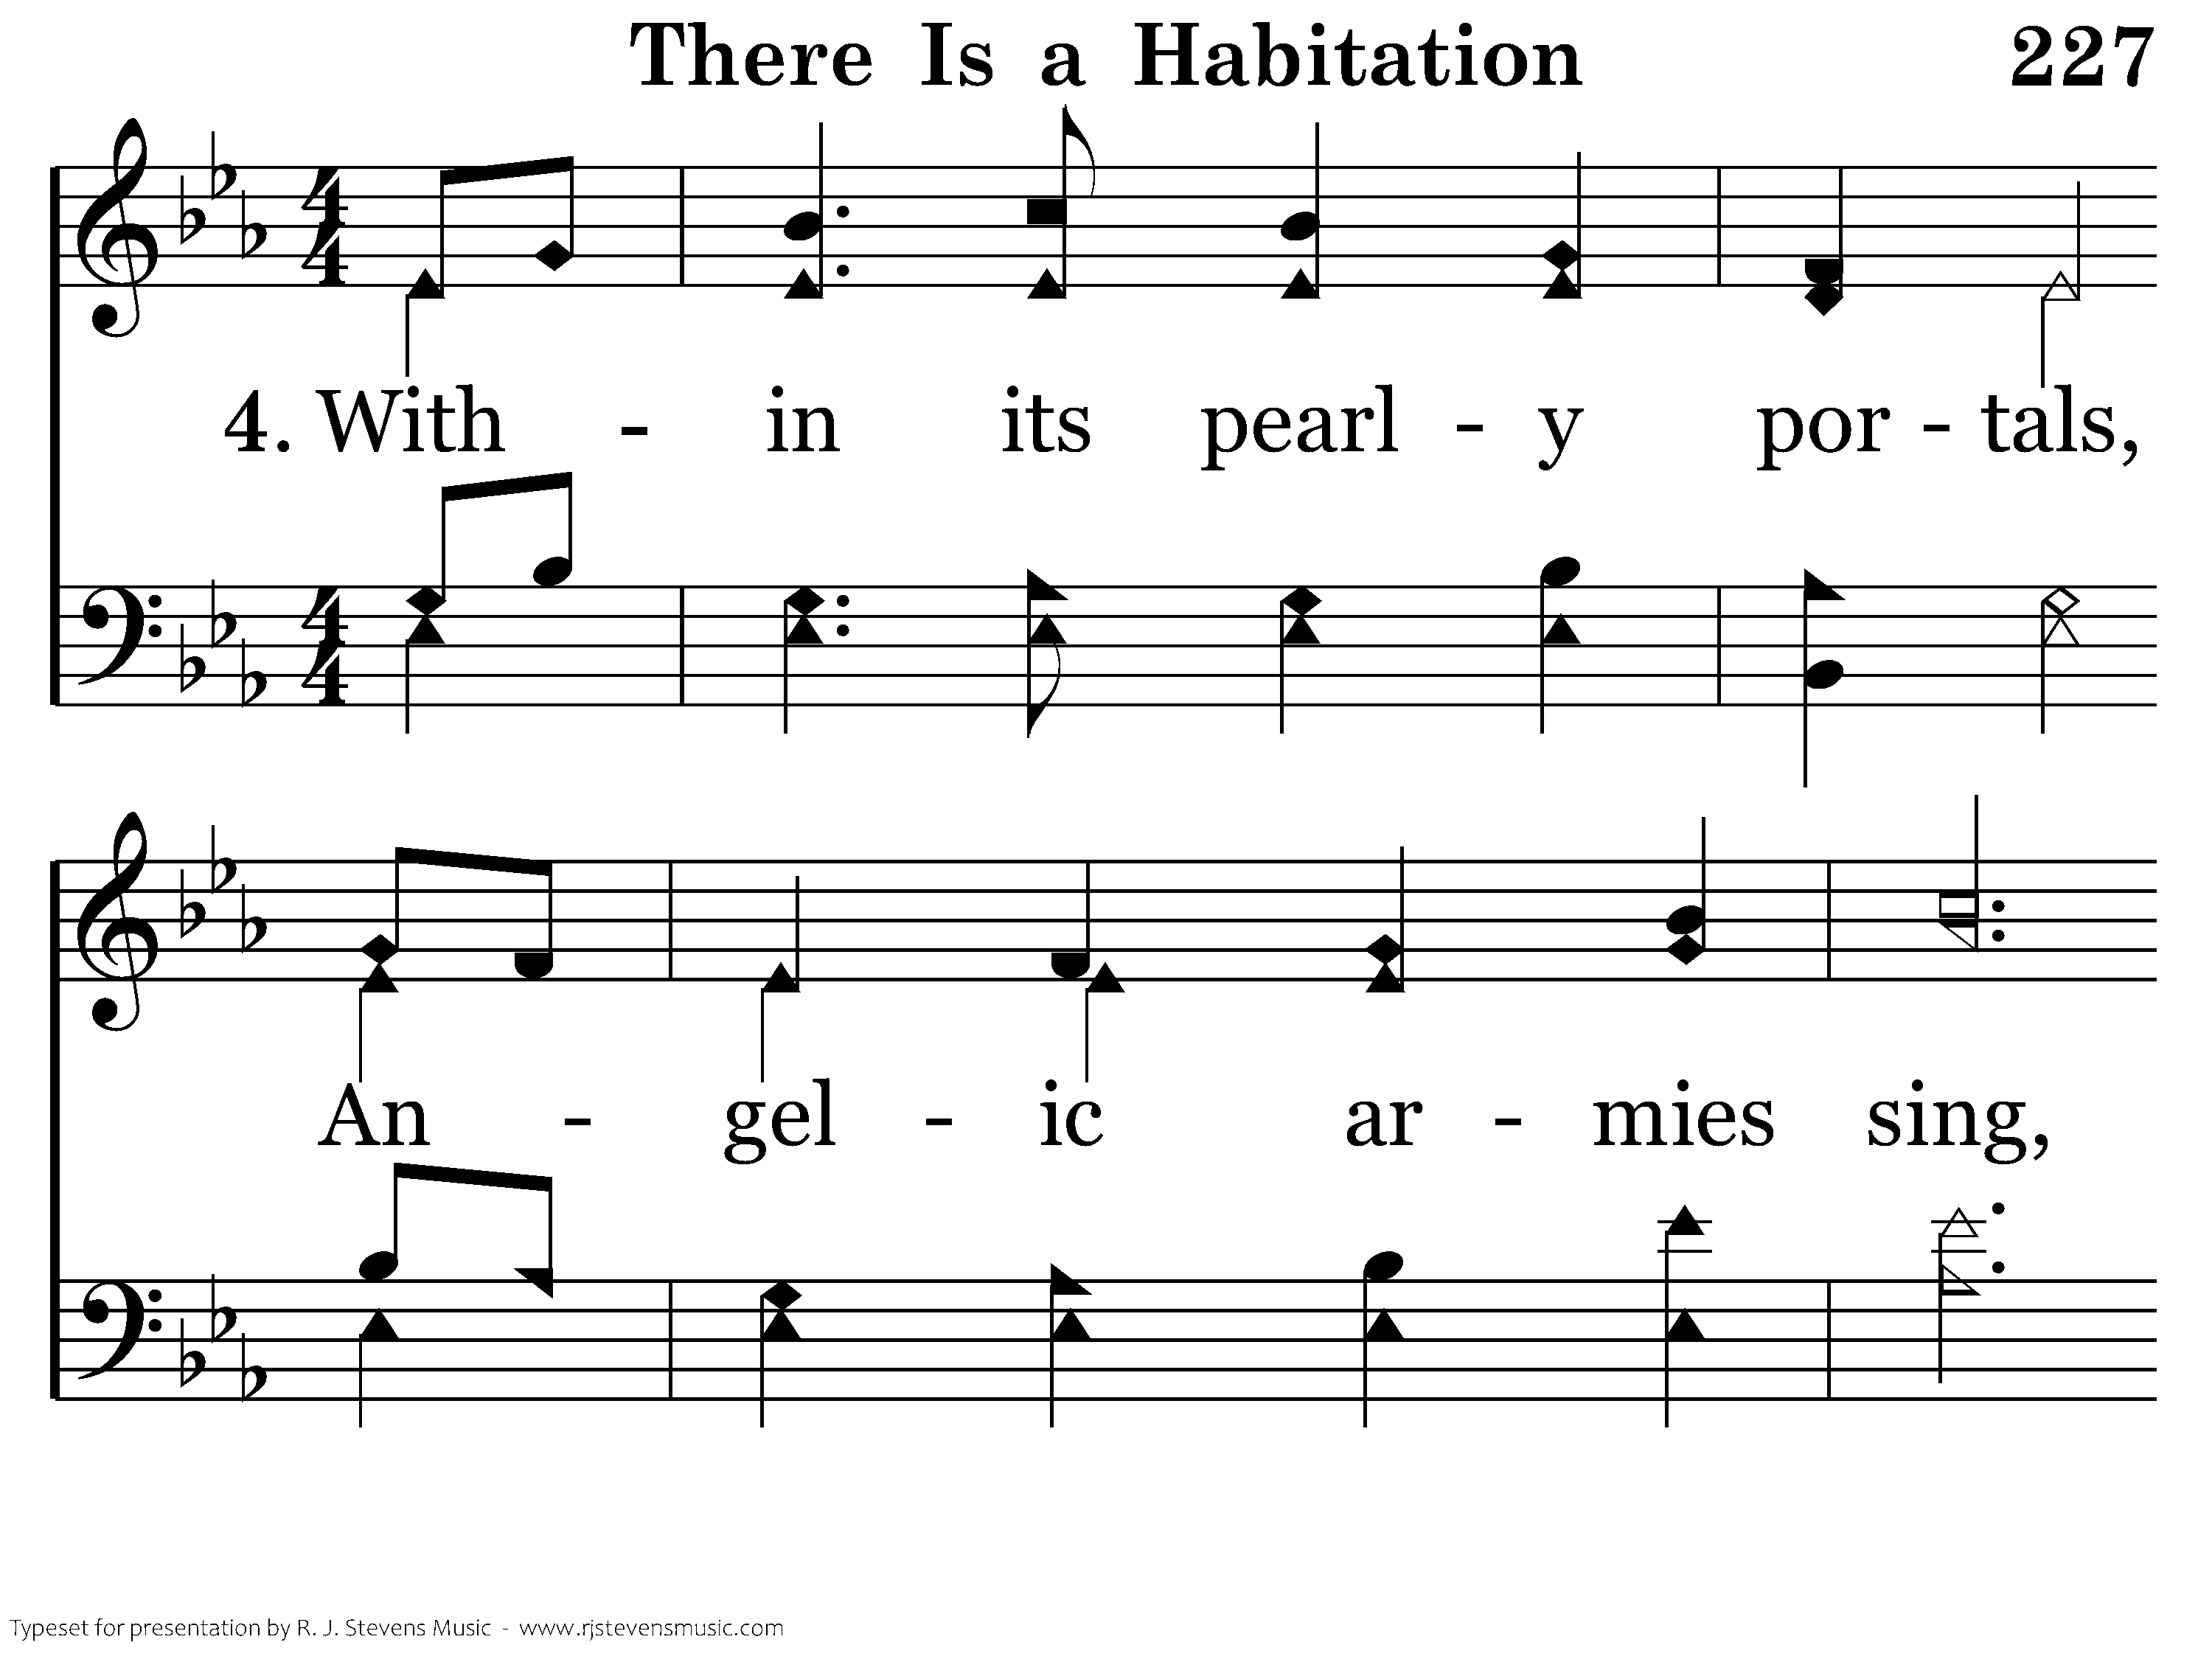 There Is a Habitation 227
4. With - in its pearl - y por - tals,
An - gel - ic ar - mies sing,
Typeset for presentation by R. J. Stevens Music - www.rjstevensmusic.com